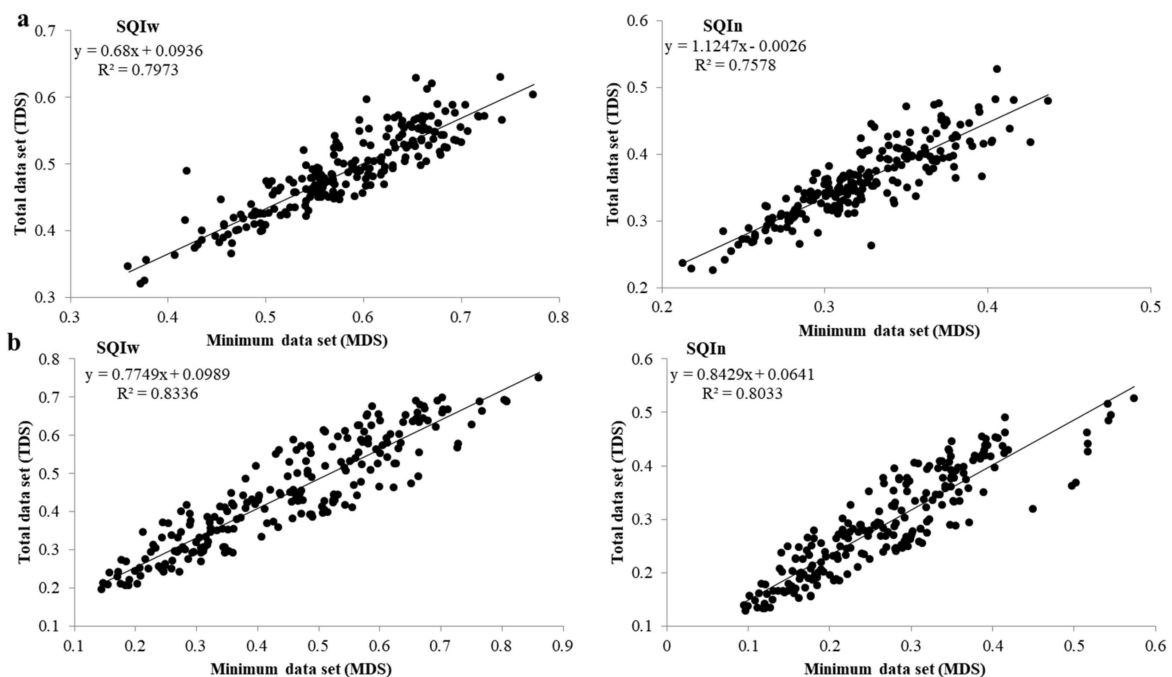 a
SQIw
y = 0.68x + 0.0936
R² = 0.7973
Total data set (TDS)
0.7
0.6
0.5
0.4
0.3
0.3 0.4 0.5 0.6 0.7 0.8
Minimum data set (MDS)
SQIn
y = 1.1247x - 0.0026
R² = 0.7578
Total data set (TDS)
0.6
0.5
0.4
0.3
0.2
0.2 0.3 0.4 0.5
Minimum data set (MDS)
b
SQIw
y = 0.7749x + 0.0989
R² = 0.8336
Total data set (TDS)
0.8
0.7
0.6
0.5
0.4
0.3
0.2
0.1
0.1 0.2 0.3 0.4 0.5 0.6 0.7 0.8 0.9
Minimum data set (MDS)
SQIn
y = 0.8429x + 0.0641
R² = 0.8033
Total data set (TDS)
0.6
0.5
0.4
0.3
0.2
0.1
0 0.1 0.2 0.3 0.4 0.5 0.6
Minimum data set (MDS)